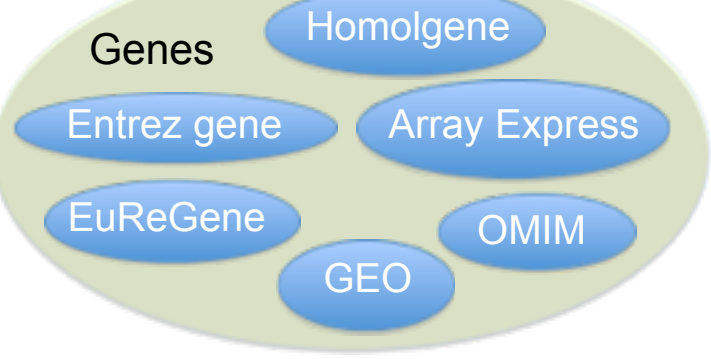 Homolgene
Genes
Entrez gene
Array Express
EuReGene
OMIM
GEO